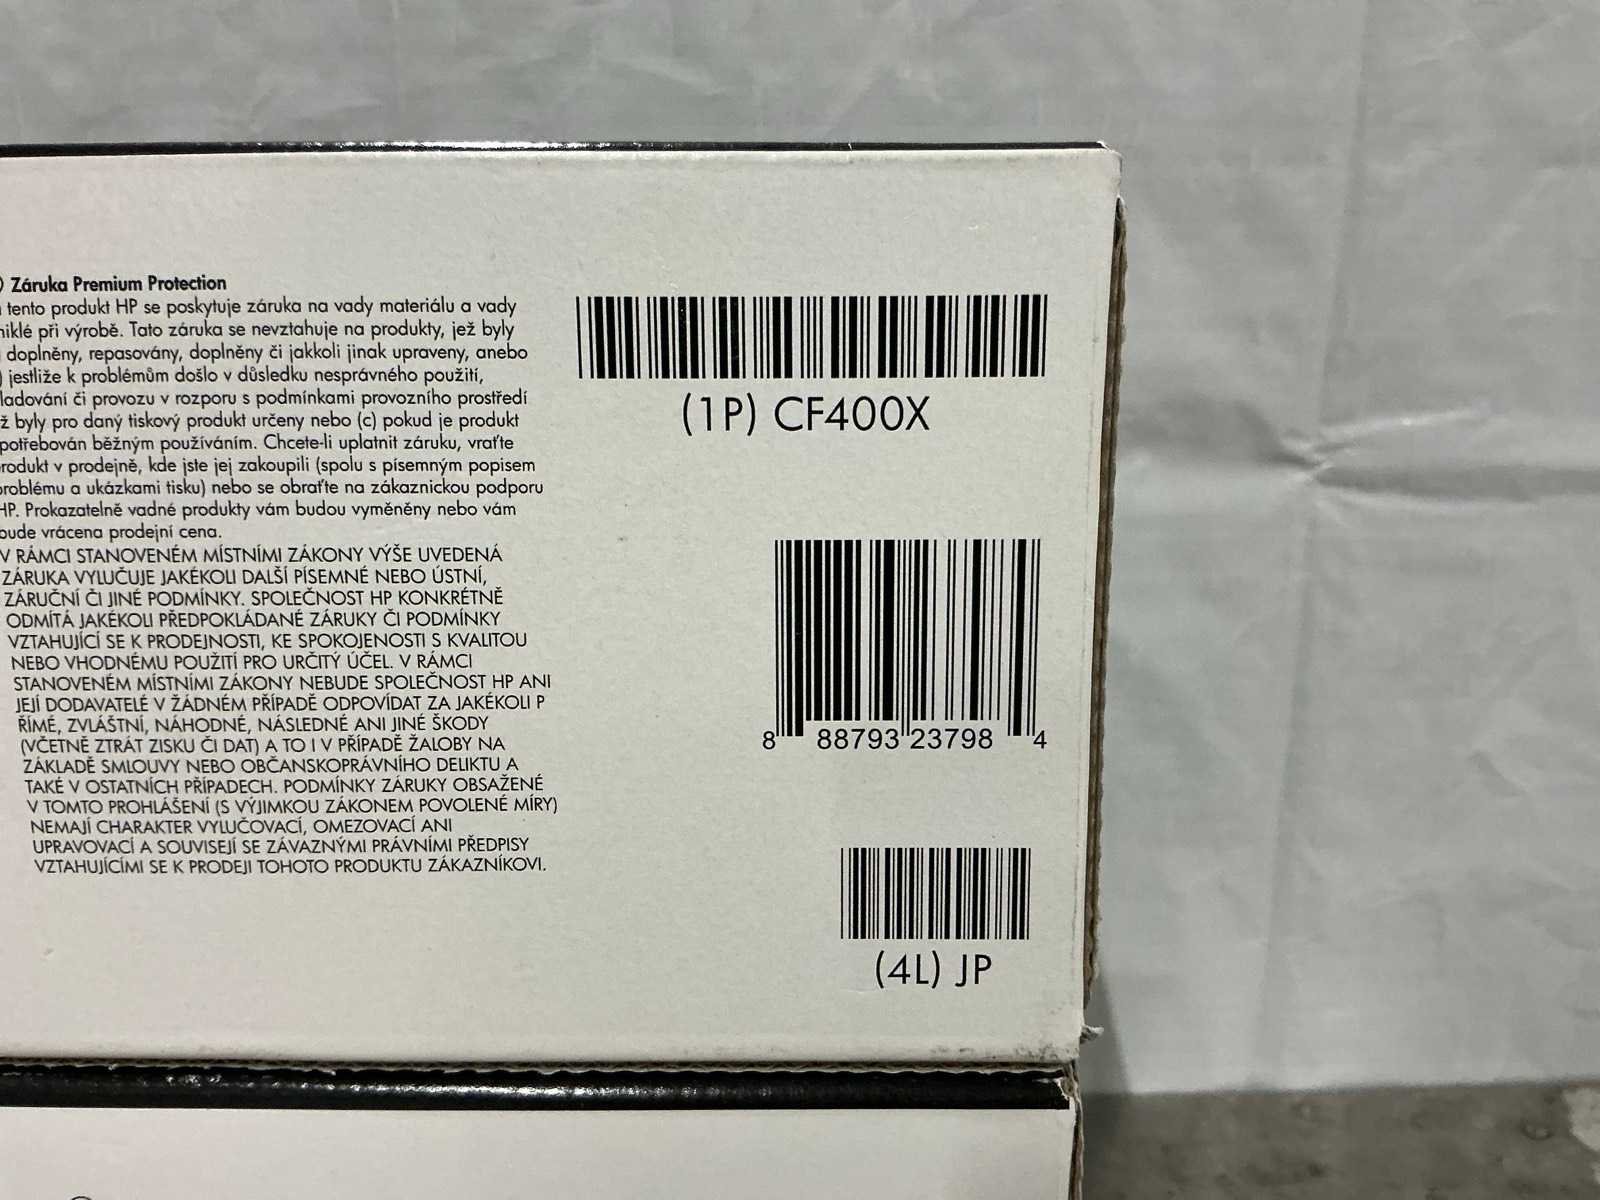 Záruka Premium Protection
tento produkt HP se poskytuje záruka na vady materiálu a vady
při výrobě. Tato záruka se nevztahuje na produkty, jež byly
doplněny, repasovány, doplněny či jakkoli jinak upraveny, anebo
jestliže k problémům došlo v důsledku nesprávného použití,
či provozu v rozporu s podmínkami provozního prostředí
byly pro daný tiskový produkt určeny nebo (c) pokud je produkt
potřebován běžným používáním. Chcete-li uplatnit záruku, vraťte
produkt v prodejně, kde jste jej zakoupili (spolu s písemným popisem
problému a ukázkami tisku) nebo se obraťte na zákaznickou podporu
HP. Prokazatelně vadné produkty vám budou vyměněny nebo vám
bude vrácena prodejní cena.
V RÁMCI STANOVENÉM MÍSTNÍMI ZÁKONY VÝŠE UVEDENÁ
ZÁRUKA VYLUČUJE JAKÉKOLI DALŠÍ PÍSEMNÉ NEBO ÚSTNÍ,
ZÁRUČNÍ ČI JINÉ PODMÍNKY. SPOLEČNOST HP KONKRÉTNĚ
ODMÍTÁ JAKÉKOLI PŘEDPOKLÁDANÉ ZÁRUKY ČI PODMÍNKY
VZTAHUJÍCÍ SE K PRODEJNOSTI, KE SPOKOJENOSTI S KVALITOU
NEBO VHODNÉMU POUŽITÍ PRO URČITÝ ÚČEL. V RÁMCI
STANOVENÉM MÍSTNÍMI ZÁKONY NEBUDE SPOLEČNOST HP ANI
JEJÍ DODAVATELÉ V ŽÁDNÉM PŘÍPADĚ ODPOVÍDAT ZA JAKÉKOLI P
ŘÍMÉ, ZVLÁŠTNÍ, NÁHODNÉ, NÁSLEDNÉ ANI JINÉ ŠKODY
(VČETNĚ ZTRÁT ZISKU ČI DAT) A TO I V PŘÍPADĚ ŽALOBY NA
ZÁKLADĚ SMLOUVY NEBO OBČANSKOPRÁVNÍHO DELIKTU A
TAKÉ V OSTATNÍCH PŘÍPADECH. PODMÍNKY ZÁRUKY OBSAŽENÉ
V TOMTO PROHLÁŠENÍ (S VÝJIMKOU ZÁKONEM POVOLENÉ MÍRY)
NEMAJÍ CHARAKTER VYLUČOVACÍ, OMEZOVACÍ ANI
UPRAVOVACÍ A SOUVISEJÍ SE ZÁVAZNÝMI PRÁVNÍMI PŘEDPISY
VZTAHUJÍCÍMI SE K PRODEJI TOHOTO PRODUKTU ZÁKAZNÍKOVI.
(1P) CF400X
8 88793 23798 4
(4L) JP